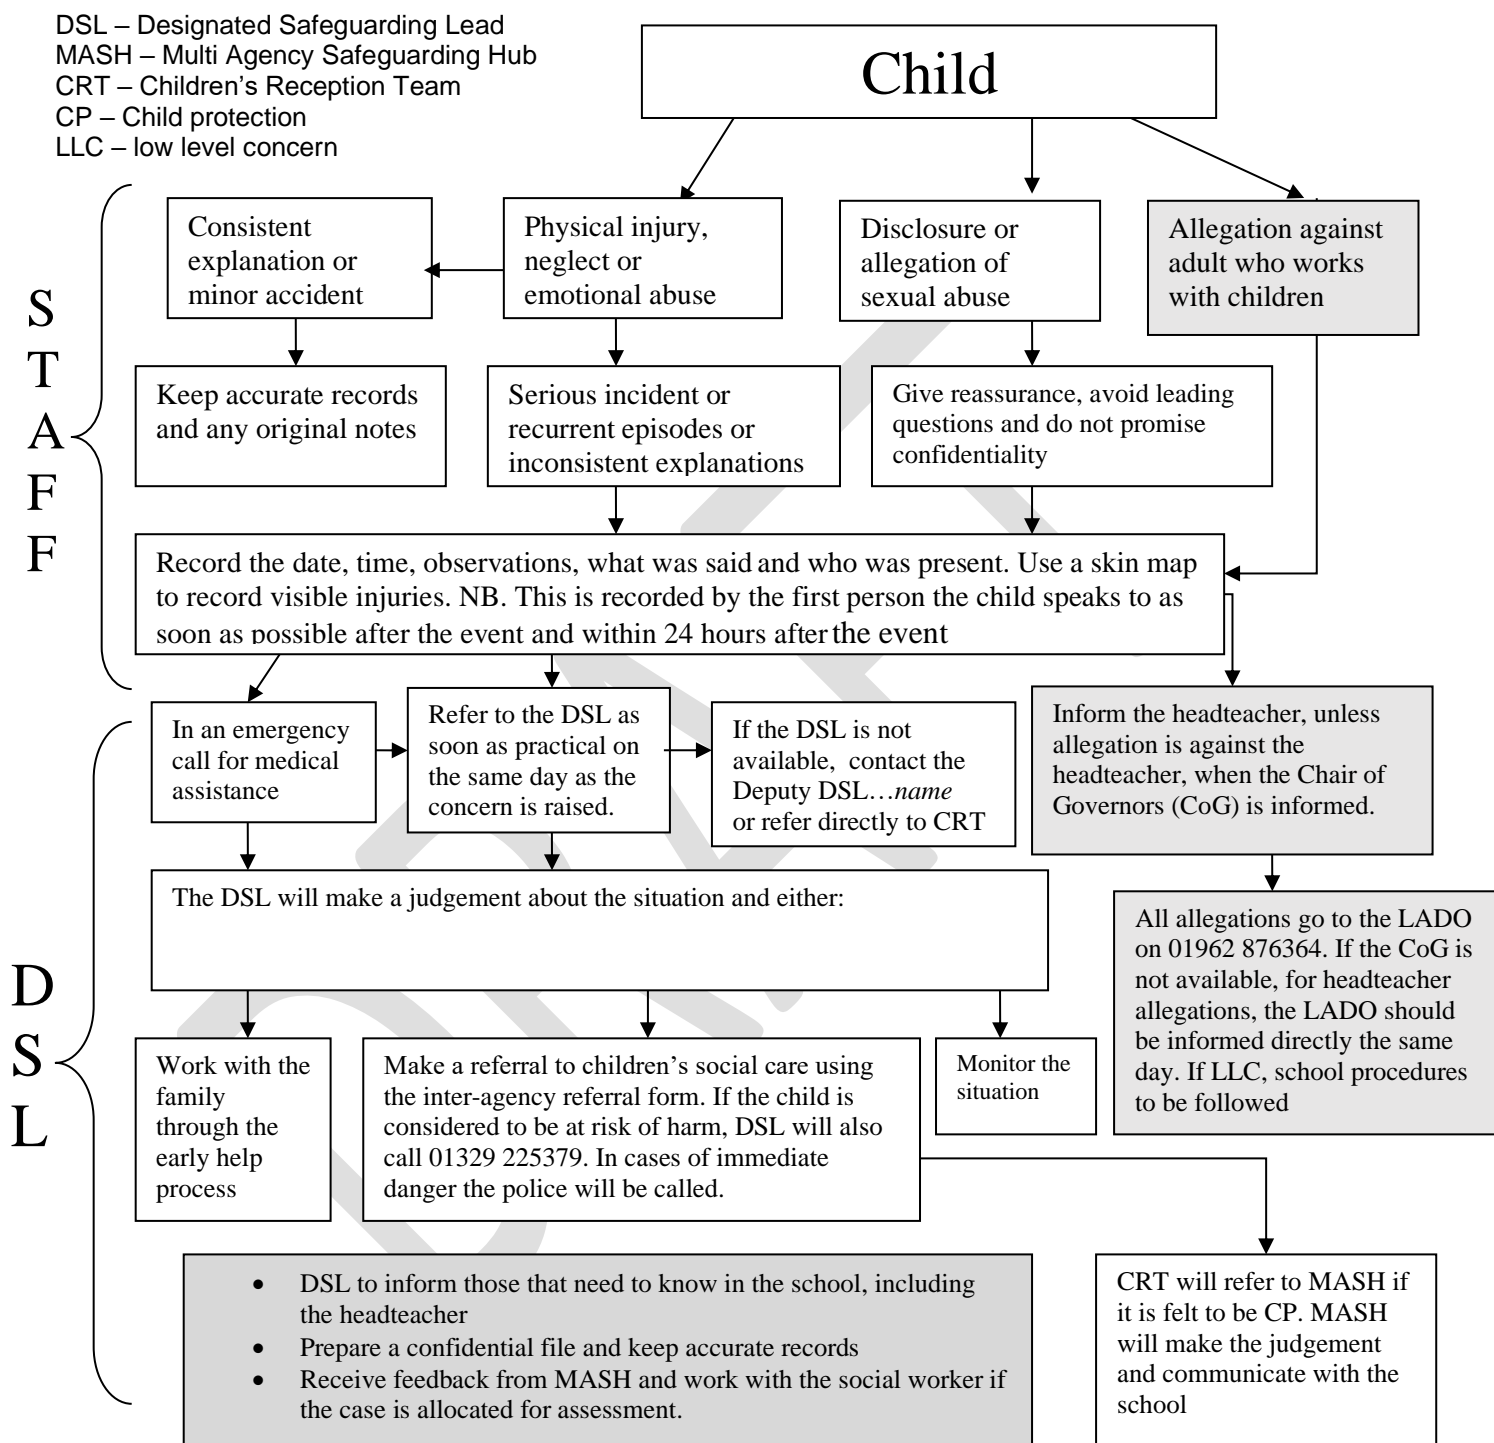 DSL – Designated Safeguarding Lead
MASH – Multi Agency Safeguarding Hub
CRT – Children's Reception Team
CP – Child protection
LLC – low level concern
Child
S
T
A
F
F
Consistent
explanation or
minor accident
Physical injury,
neglect or
emotional abuse
Disclosure or
allegation of
sexual abuse
Allegation against
adult who works
with children
Keep accurate records
and any original notes
Serious incident or
recurrent episodes or
inconsistent explanations
Give reassurance, avoid leading
questions and do not promise
confidentiality
Record the date, time, observations, what was said and who was present. Use a skin map
to record visible injuries. NB. This is recorded by the first person the child speaks to as
soon as possible after the event and within 24 hours after the event
D
S
L
In an emergency
call for medical
assistance
Refer to the DSL as
soon as practical on
the same day as the
concern is raised.
If the DSL is not
available, contact the
Deputy DSL…name
or refer directly to CRT
Inform the headteacher, unless
allegation is against the
headteacher, when the Chair of
Governors (CoG) is informed.
The DSL will make a judgement about the situation and either:
All allegations go to the LADO
on 01962 876364. If the CoG is
not available, for headteacher
allegations, the LADO should
be informed directly the same
day. If LLC, school procedures
to be followed
Work with the
family
through the
early help
process
Make a referral to children's social care using
the inter-agency referral form. If the child is
considered to be at risk of harm, DSL will also
call 01329 225379. In cases of immediate
danger the police will be called.
Monitor the
situation
• DSL to inform those that need to know in the school, including
the headteacher
• Prepare a confidential file and keep accurate records
• Receive feedback from MASH and work with the social worker if
the case is allocated for assessment.
CRT will refer to MASH if
it is felt to be CP. MASH
will make the judgement
and communicate with the
school
DRAFT